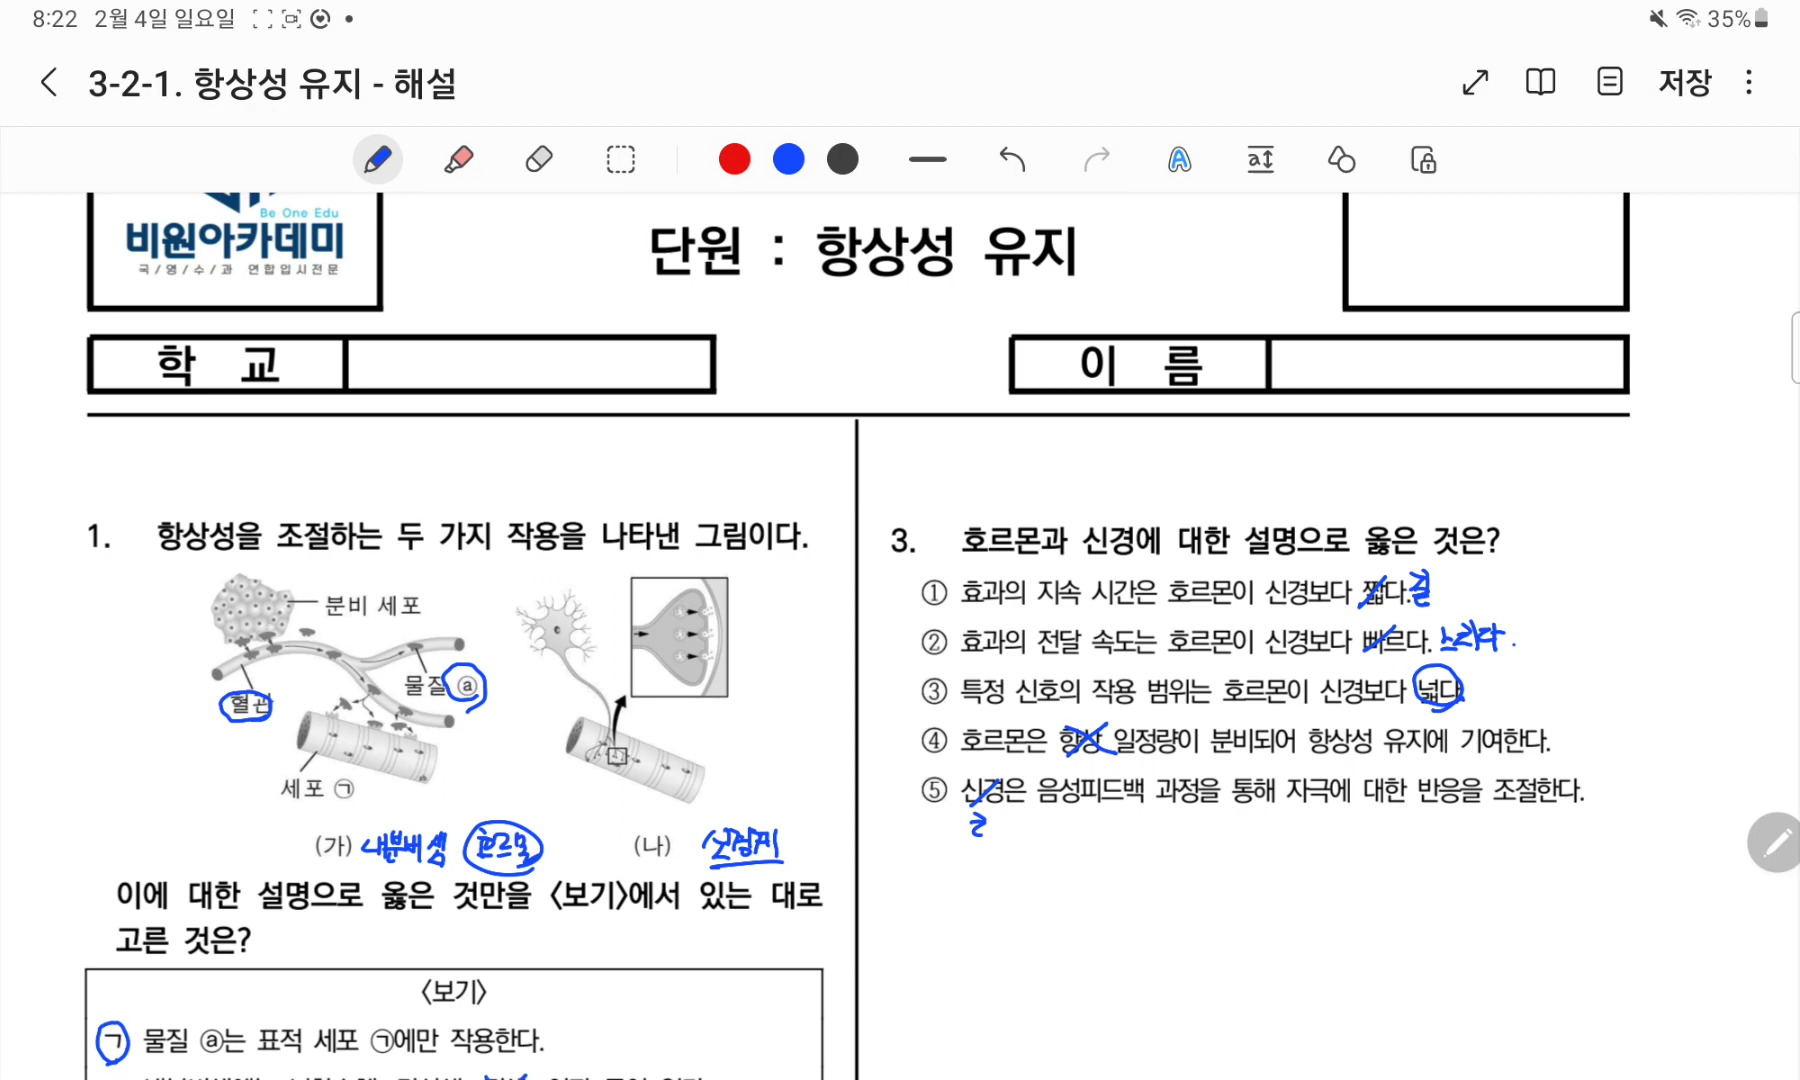 8:22 2월 4일 일요일 35%
3-2-1. 항상성 유지 - 해설 저장
Be One Edu
비원아카데미
국/영/수/과 연합입시전문
단원 : 항상성 유지
학 교
이 름
1. 항상성을 조절하는 두 가지 작용을 나타낸 그림이다.
분비 세포
물질 ⓐ
혈관
세포 ㉠
(가) 내분비샘 호르몬 (나)
이에 대한 설명으로 옳은 것만을 〈보기〉에서 있는 대로
고른 것은?
〈보기〉
ㄱ 물질 ⓐ는 표적 세포 ㉠에만 작용한다.
3. 호르몬과 신경에 대한 설명으로 옳은 것은?
① 효과의 지속 시간은 호르몬이 신경보다 짧다. 길
② 효과의 전달 속도는 호르몬이 신경보다 빠르다. 느리다.
③ 특정 신호의 작용 범위는 호르몬이 신경보다 넓다.
④ 호르몬은 항상 일정량이 분비되어 항상성 유지에 기여한다.
⑤ 신경은 음성피드백 과정을 통해 자극에 대한 반응을 조절한다.